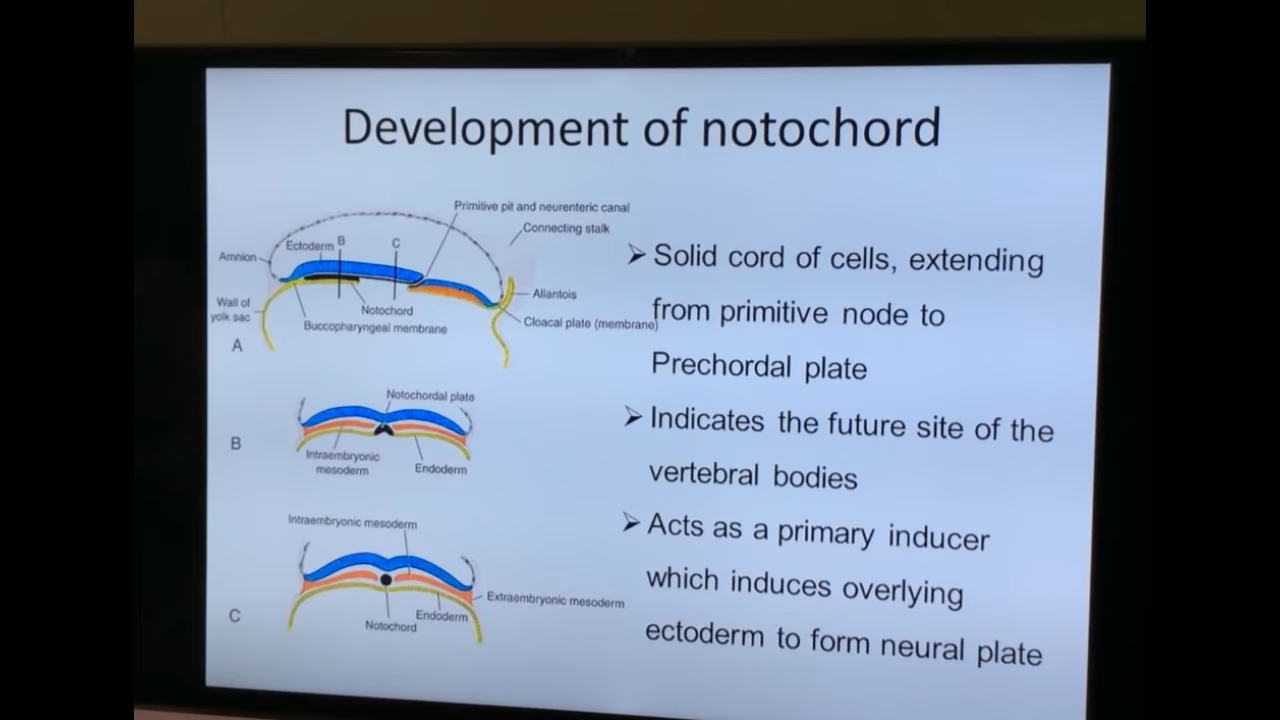 Development of notochord
Primitive pit and neurenteric canal
Connecting stalk
Ectoderm
B
C
Amnion
Allantois
Wall of
yolk sac
Notochord
Buccopharyngeal membrane
Cloacal plate (membrane)
A
Notochordal plate
B
Intraembryonic
mesoderm
Endoderm
Intraembryonic mesoderm
Extraembryonic mesoderm
Endoderm
Notochord
C
➢ Solid cord of cells, extending
from primitive node to
Prechordal plate
➢ Indicates the future site of the
vertebral bodies
➢ Acts as a primary inducer
which induces overlying
ectoderm to form neural plate